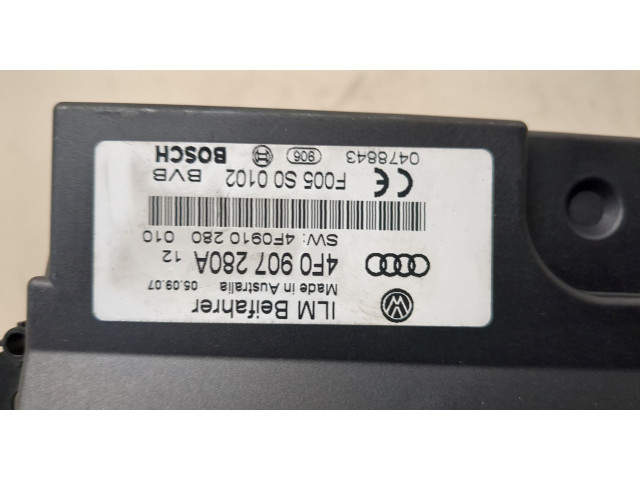 ILM Beifahrer
Made in Australia 05.09.07
4F0 907 280A 12
SW: 4F0910 280 010
F005 S0 0102 BVB
CE
0478843 906 BOSCH